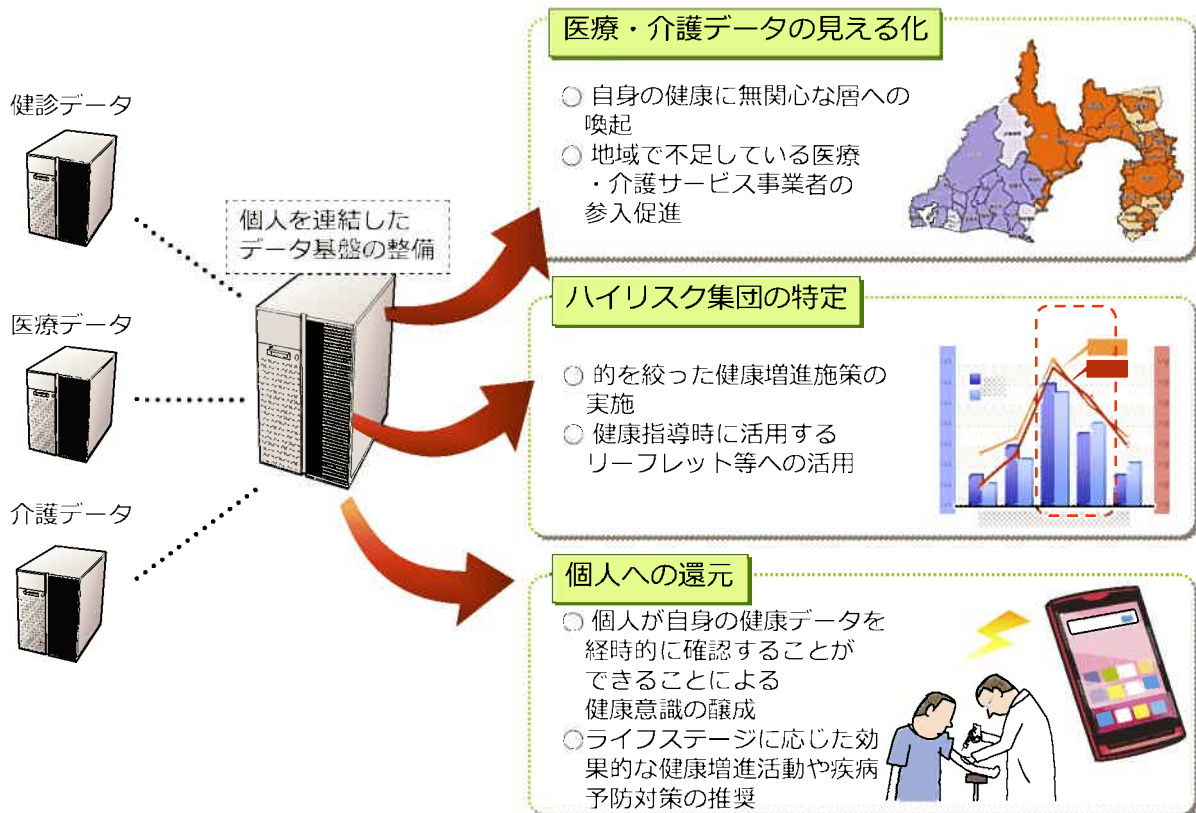 健診データ
医療データ
介護データ
個人を連結した
データ基盤の整備
医療・介護データの見える化
○ 自身の健康に無関心な層への
喚起
○ 地域で不足している医療
・介護サービス事業者の
参入促進
ハイリスク集団の特定
○ 的を絞った健康増進施策の
実施
○ 健康指導時に活用する
リーフレット等への活用
個人への還元
○ 個人が自身の健康データを
経時的に確認することが
できることによる
健康意識の醸成
○ライフステージに応じた効
果的な健康増進活動や疾病
予防対策の推奨